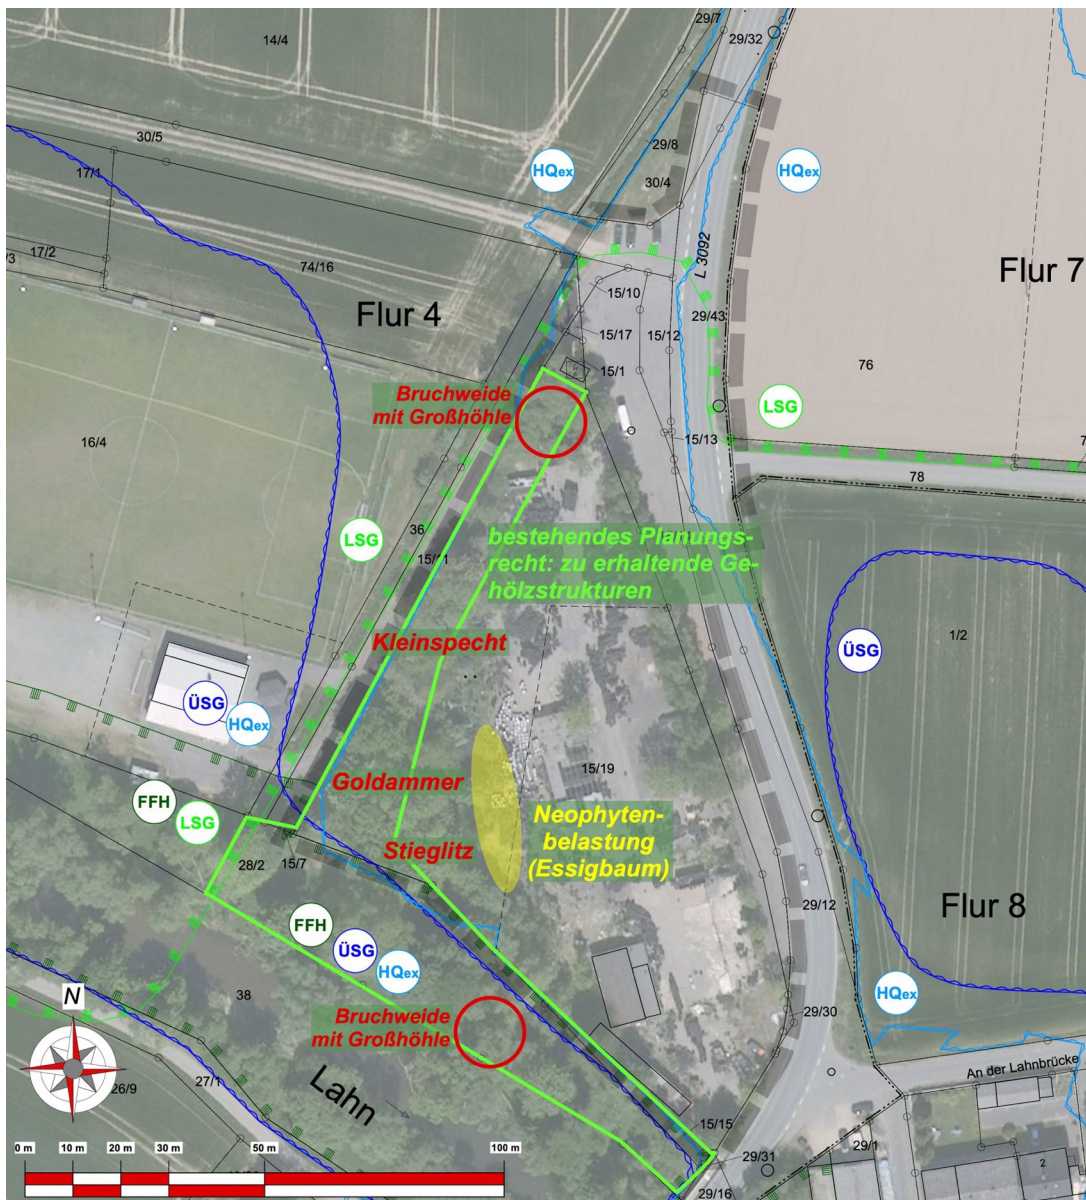 14/4
29/7
29/32
30/5
17/1
29/8
30/4
HQex
HQex
17/2
74/16
L 3092
Flur 7
15/10
Flur 4
29/43
15/17
15/12
15/1
76
Bruchweide
mit Großhöhle
LSG
16/4
15/13
78
36
LSG
15/11
bestehendes Planungs-
recht: zu erhaltende Ge-
hölzstrukturen
1/2
Kleinspecht
ÜSG
ÜSG
HQex
15/19
Goldammer
FFH
LSG
Neophyten-
belastung
(Essigbaum)
Stieglitz
28/2
15/7
29/12
Flur 8
FFH
ÜSG
HQex
38
HQex
N
Bruchweide
mit Großhöhle
29/30
An der Lahnbrücke
26/9
27/1
Lahn
15/15
29/1
29/31
29/16
2
0 m
10 m
20 m
30 m
50 m
100 m